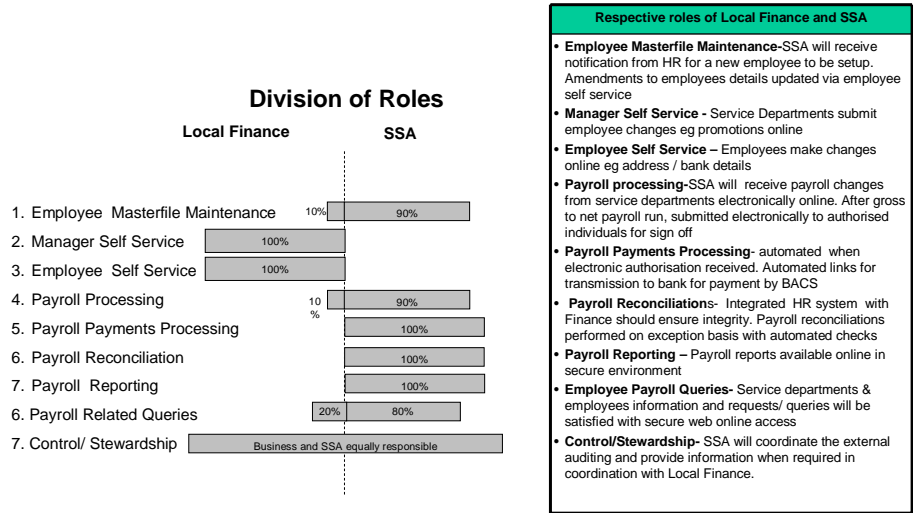 Division of Roles
Local Finance
SSA
1. Employee Masterfile Maintenance
10%
90%
2. Manager Self Service
100%
3. Employee Self Service
100%
4. Payroll Processing
10
%
90%
5. Payroll Payments Processing
100%
6. Payroll Reconciliation
100%
7. Payroll Reporting
100%
6. Payroll Related Queries
20%
80%
7. Control/ Stewardship
Business and SSA equally responsible
Respective roles of Local Finance and SSA
• Employee Masterfile Maintenance-SSA will receive
notification from HR for a new employee to be setup.
Amendments to employees details updated via employee
self service
• Manager Self Service - Service Departments submit
employee changes eg promotions online
• Employee Self Service – Employees make changes
online eg address / bank details
• Payroll processing-SSA will receive payroll changes
from service departments electronically online. After gross
to net payroll run, submitted electronically to authorised
individuals for sign off
• Payroll Payments Processing- automated when
electronic authorisation received. Automated links for
transmission to bank for payment by BACS
• Payroll Reconciliations- Integrated HR system with
Finance should ensure integrity. Payroll reconciliations
performed on exception basis with automated checks
• Payroll Reporting – Payroll reports available online in
secure environment
• Employee Payroll Queries- Service departments &
employees information and requests/ queries will be
satisfied with secure web online access
• Control/Stewardship- SSA will coordinate the external
auditing and provide information when required in
coordination with Local Finance.